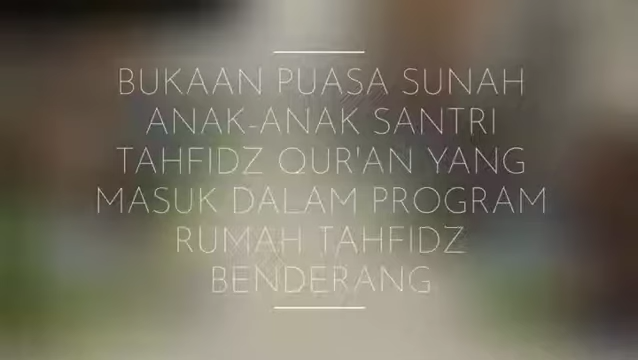 BUKAAN PUASA SUNAH
ANAK-ANAK SANTRI
TAHFIDZ QUR'AN YANG
MASUK DALAM PROGRAM
RUMAH TAHFIDZ
BENDERANG